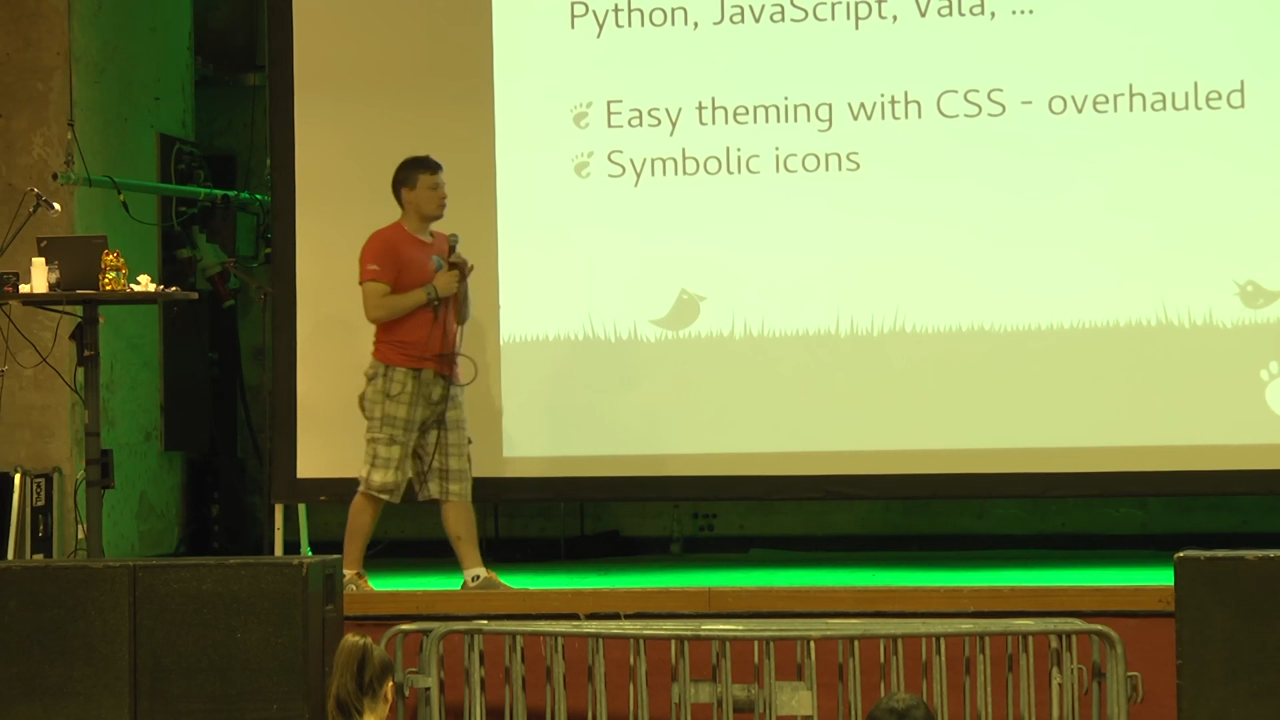 Python, JavaScript, Vala, ...
Easy theming with CSS - overhauled
Symbolic icons